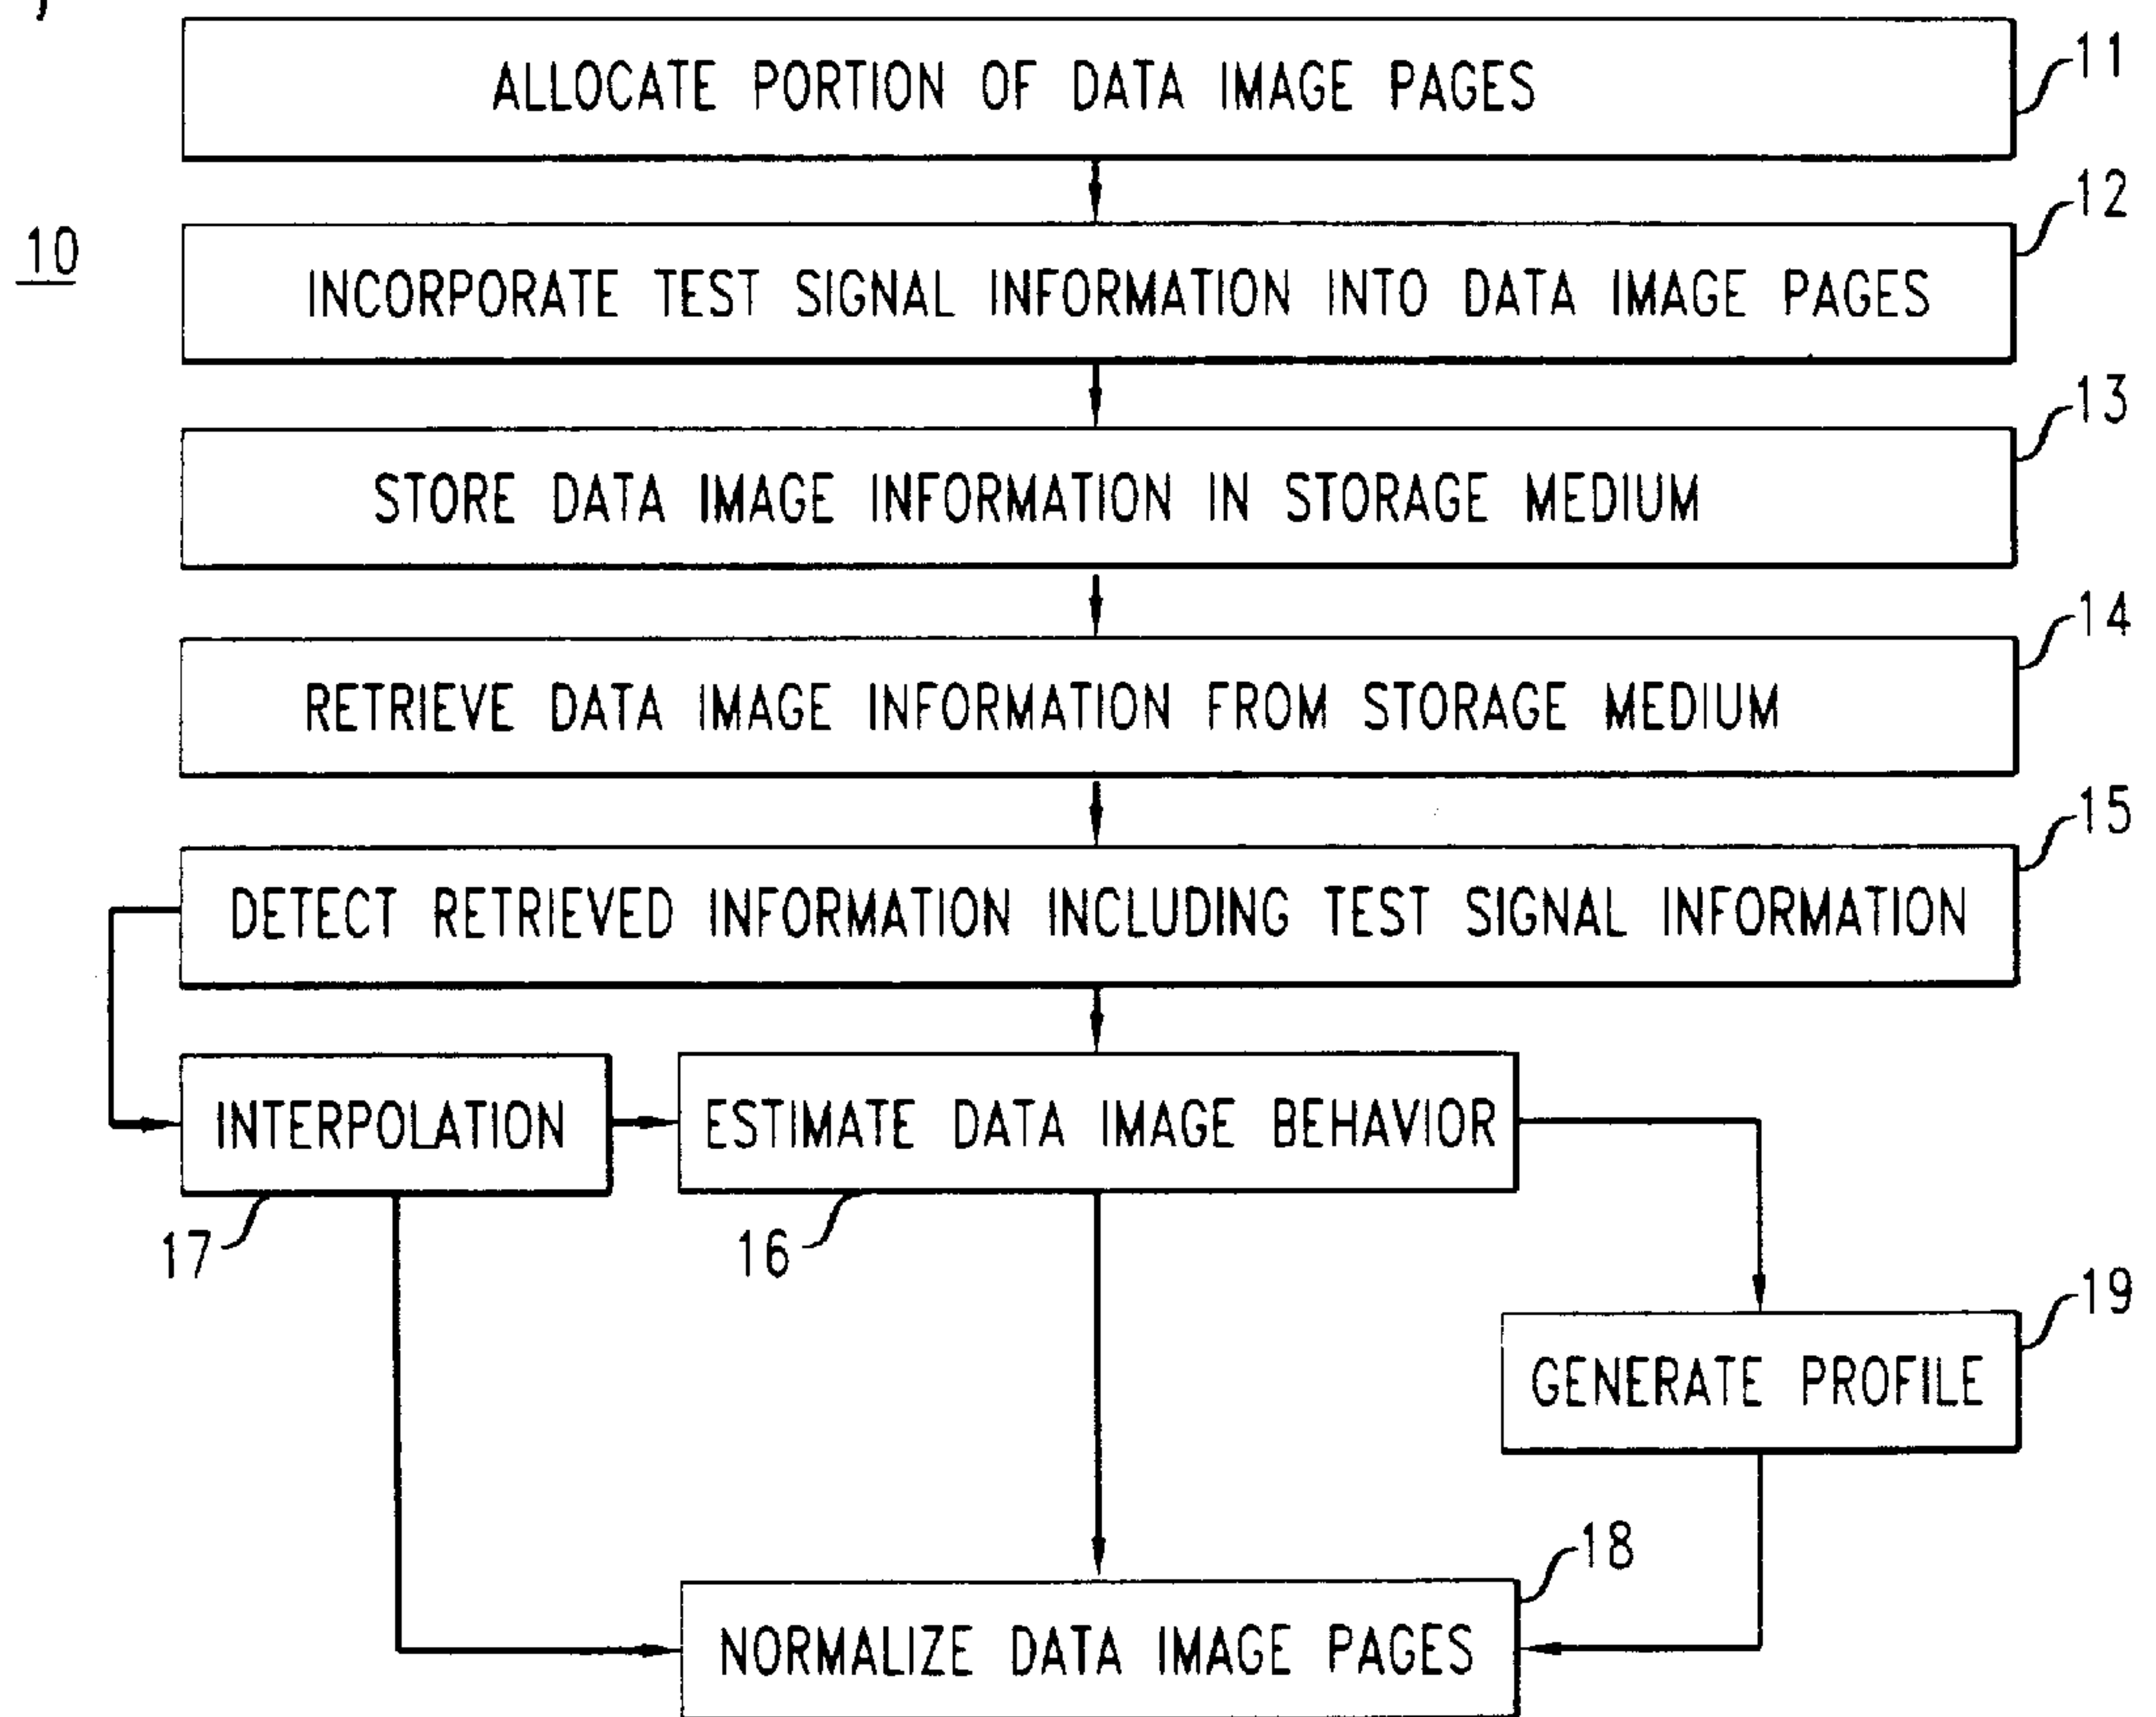 ALLOCATE PORTION OF DATA IMAGE PAGES
11
12
10
INCORPORATE TEST SIGNAL INFORMATION INTO DATA IMAGE PAGES
13
STORE DATA IMAGE INFORMATION IN STORAGE MEDIUM
14
RETRIEVE DATA IMAGE INFORMATION FROM STORAGE MEDIUM
15
DETECT RETRIEVED INFORMATION INCLUDING TEST SIGNAL INFORMATION
INTERPOLATION
ESTIMATE DATA IMAGE BEHAVIOR
17
16
19
GENERATE PROFILE
18
NORMALIZE DATA IMAGE PAGES